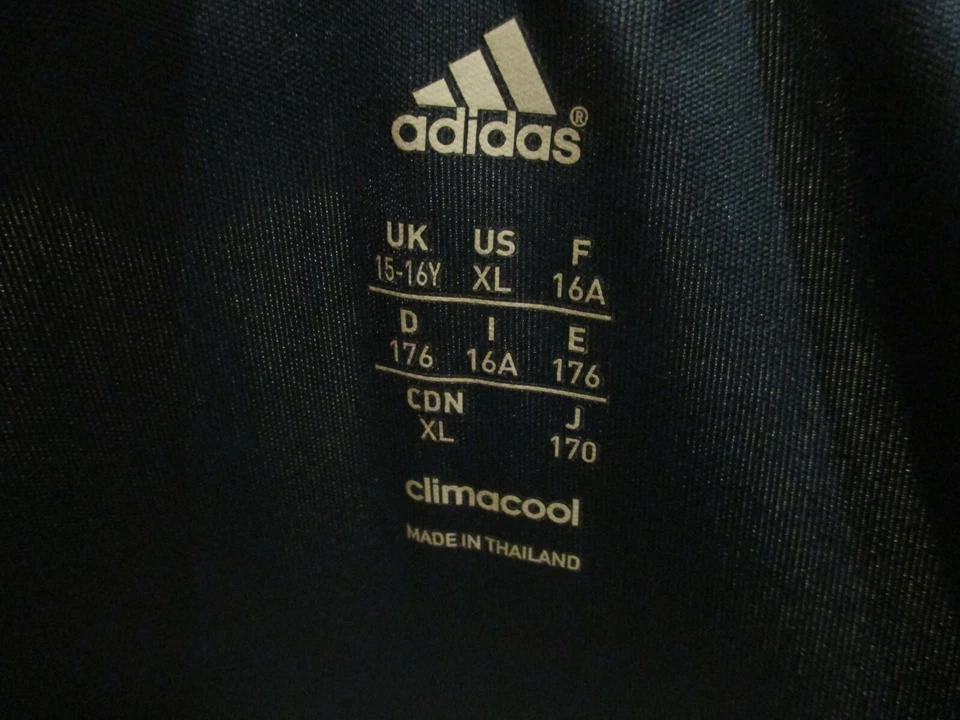 adidas®
UK US F
15-16Y XL 16A
D I E
176 16A 176
CDN J
XL 170
climacool
MADE IN THAILAND